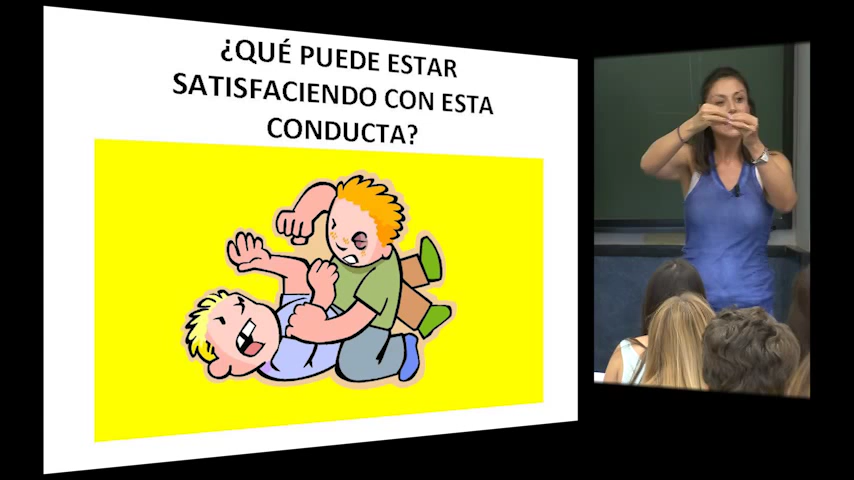 ¿QUÉ PUEDE ESTAR
SATISFACIENDO CON ESTA
CONDUCTA?